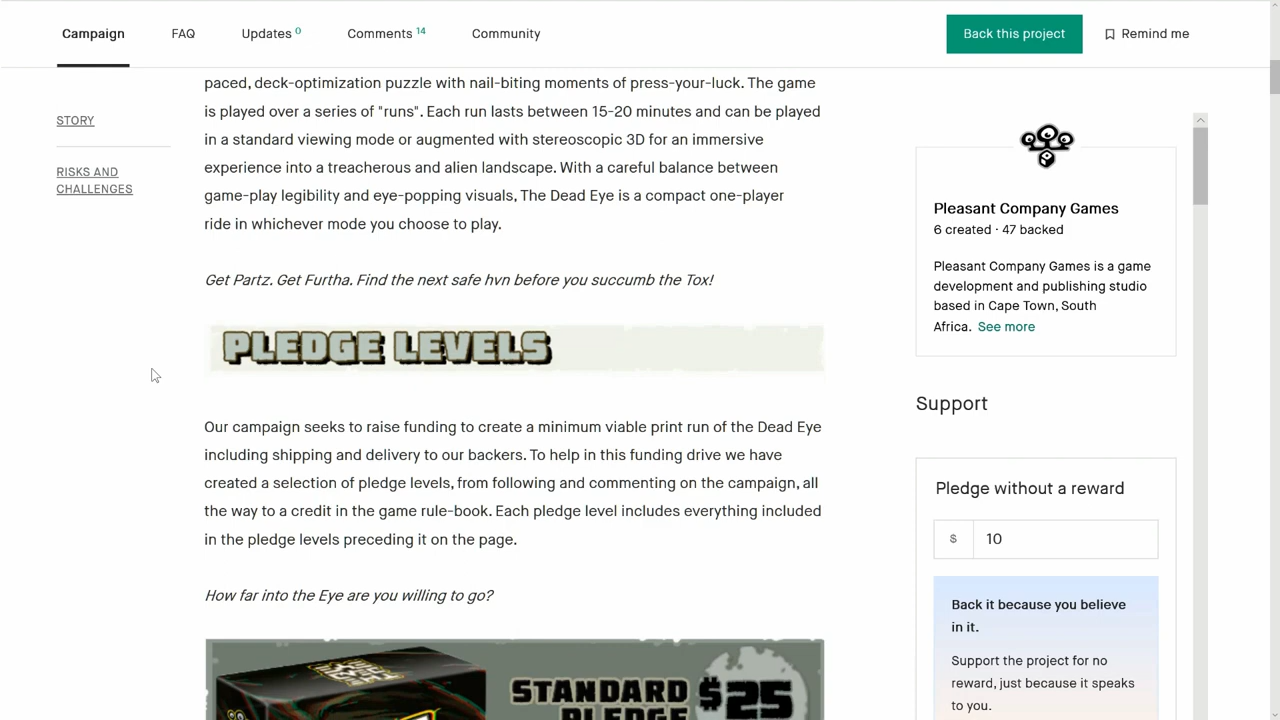 Campaign FAQ Updates 0 Comments 14 Community Back this project Remind me
STORY
RISKS AND
CHALLENGES
paced, deck-optimization puzzle with nail-biting moments of press-your-luck. The game
is played over a series of "runs". Each run lasts between 15-20 minutes and can be played
in a standard viewing mode or augmented with stereoscopic 3D for an immersive
experience into a treacherous and alien landscape. With a careful balance between
game-play legibility and eye-popping visuals, The Dead Eye is a compact one-player
ride in whichever mode you choose to play.
Get Partz. Get Furtha. Find the next safe hvn before you succumb the Tox!
PLEDGE LEVELS
Our campaign seeks to raise funding to create a minimum viable print run of the Dead Eye
including shipping and delivery to our backers. To help in this funding drive we have
created a selection of pledge levels, from following and commenting on the campaign, all
the way to a credit in the game rule-book. Each pledge level includes everything included
in the pledge levels preceding it on the page.
How far into the Eye are you willing to go?
STANDARD
PLEDGE
$25
Pleasant Company Games
6 created · 47 backed
Pleasant Company Games is a game
development and publishing studio
based in Cape Town, South
Africa. See more
Support
Pledge without a reward
$ 10
Back it because you believe
in it.
Support the project for no
reward, just because it speaks
to you.